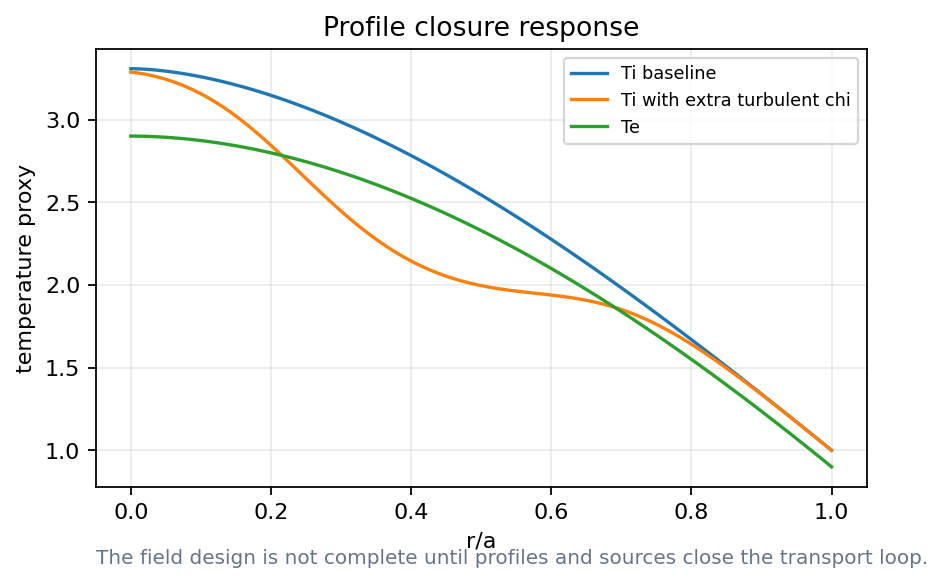 Profile closure response
Ti baseline
Ti with extra turbulent chi
Te
temperature proxy
3.0
2.5
2.0
1.5
1.0
0.0 0.2 0.4 0.6 0.8 1.0
r/a
The field design is not complete until profiles and sources close the transport loop.